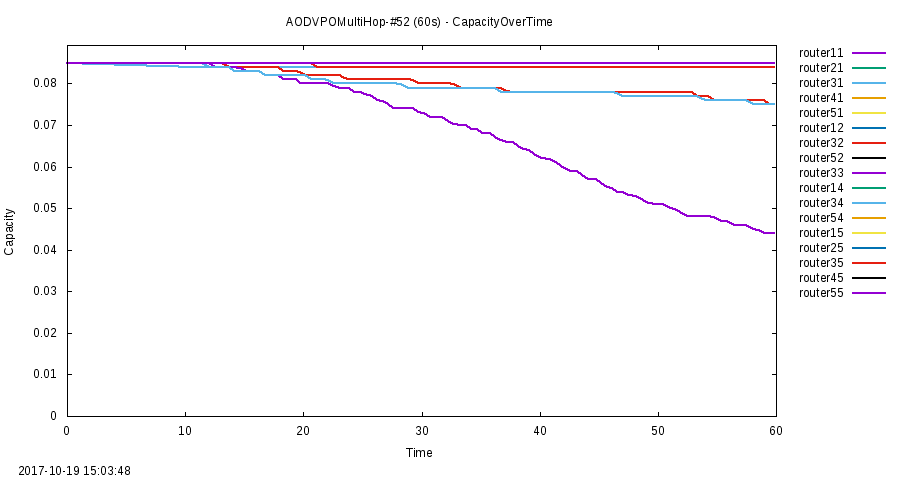 AODVPOMultiHop-#52 (60s) - CapacityOverTime
router11
router21
router31
router41
router51
router12
router32
router52
router33
router14
router34
router54
router15
router25
router35
router45
router55
Capacity
0.08
0.07
0.06
0.05
0.04
0.03
0.02
0.01
0
0 10 20 30 40 50 60
Time
2017-10-19 15:03:48